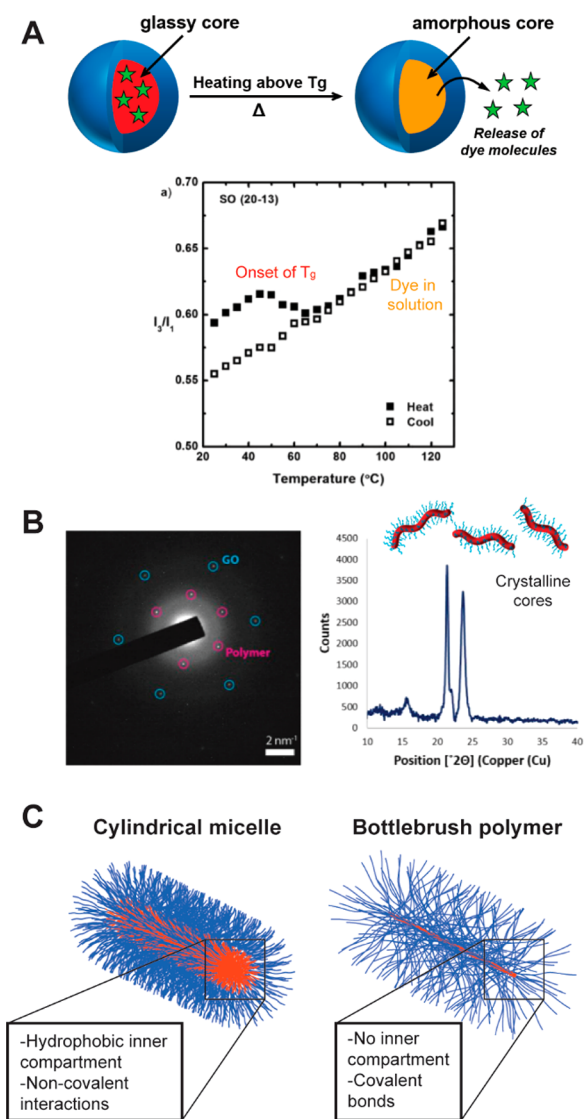 A
glassy core
amorphous core
Heating above Tg
Δ
Release of
dye molecules
a)
SO (20-13)
0.70
0.65
0.60
0.55
0.50
I3/I1
Onset of Tg
Dye in
solution
Heat
Cool
20 40 60 80 100 120
Temperature (°C)
B
GO
Polymer
2 nm-1
Crystalline
cores
4500
4000
3500
3000
2500
2000
1500
1000
500
0
Counts
10 15 20 25 30 35 40
Position [°2Θ] (Copper (Cu)
C
Cylindrical micelle
Bottlebrush polymer
-Hydrophobic inner
compartment
-Non-covalent
interactions
-No inner
compartment
-Covalent
bonds